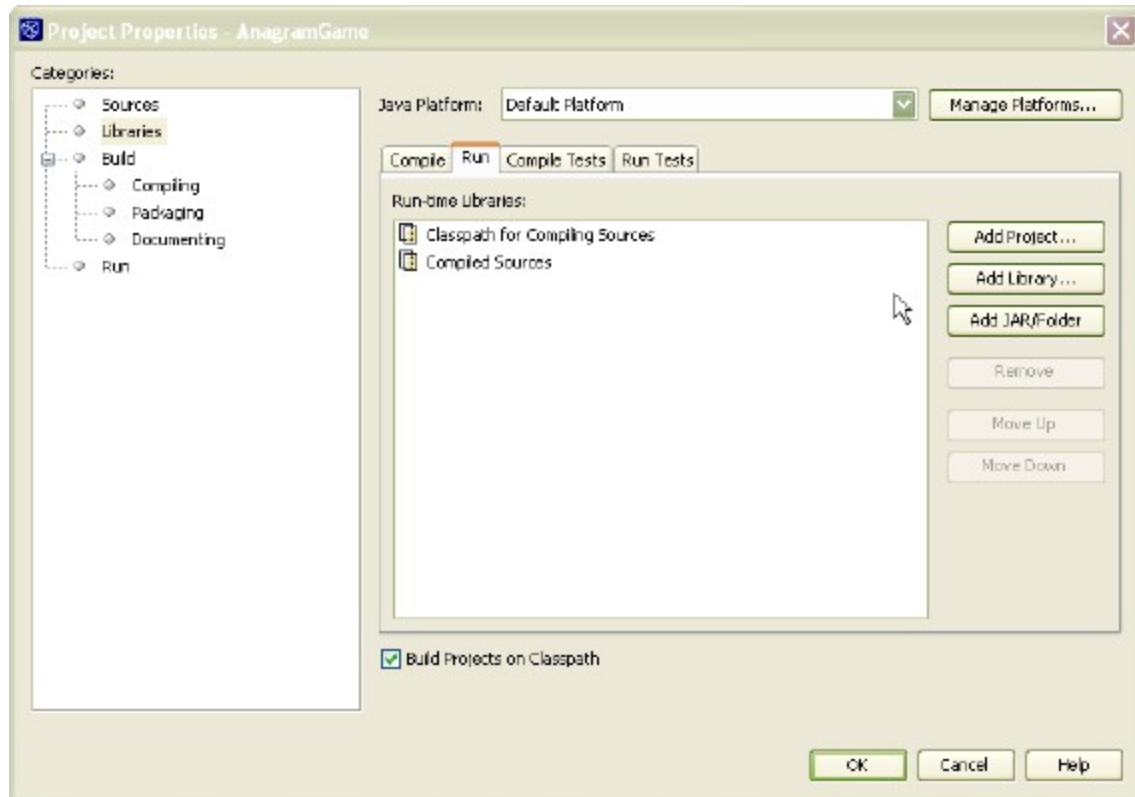 Project Properties - AnagramGame
Categories:
Sources
Libraries
Build
Compiling
Packaging
Documenting
Run
Java Platform: Default Platform Manage Platforms...
Compile Run Compile Tests Run Tests
Run-time Libraries:
Classpath for Compiling Sources
Compiled Sources
Add Project...
Add Library...
Add JAR/Folder
Remove
Move Up
Move Down
Build Projects on Classpath
OK Cancel Help